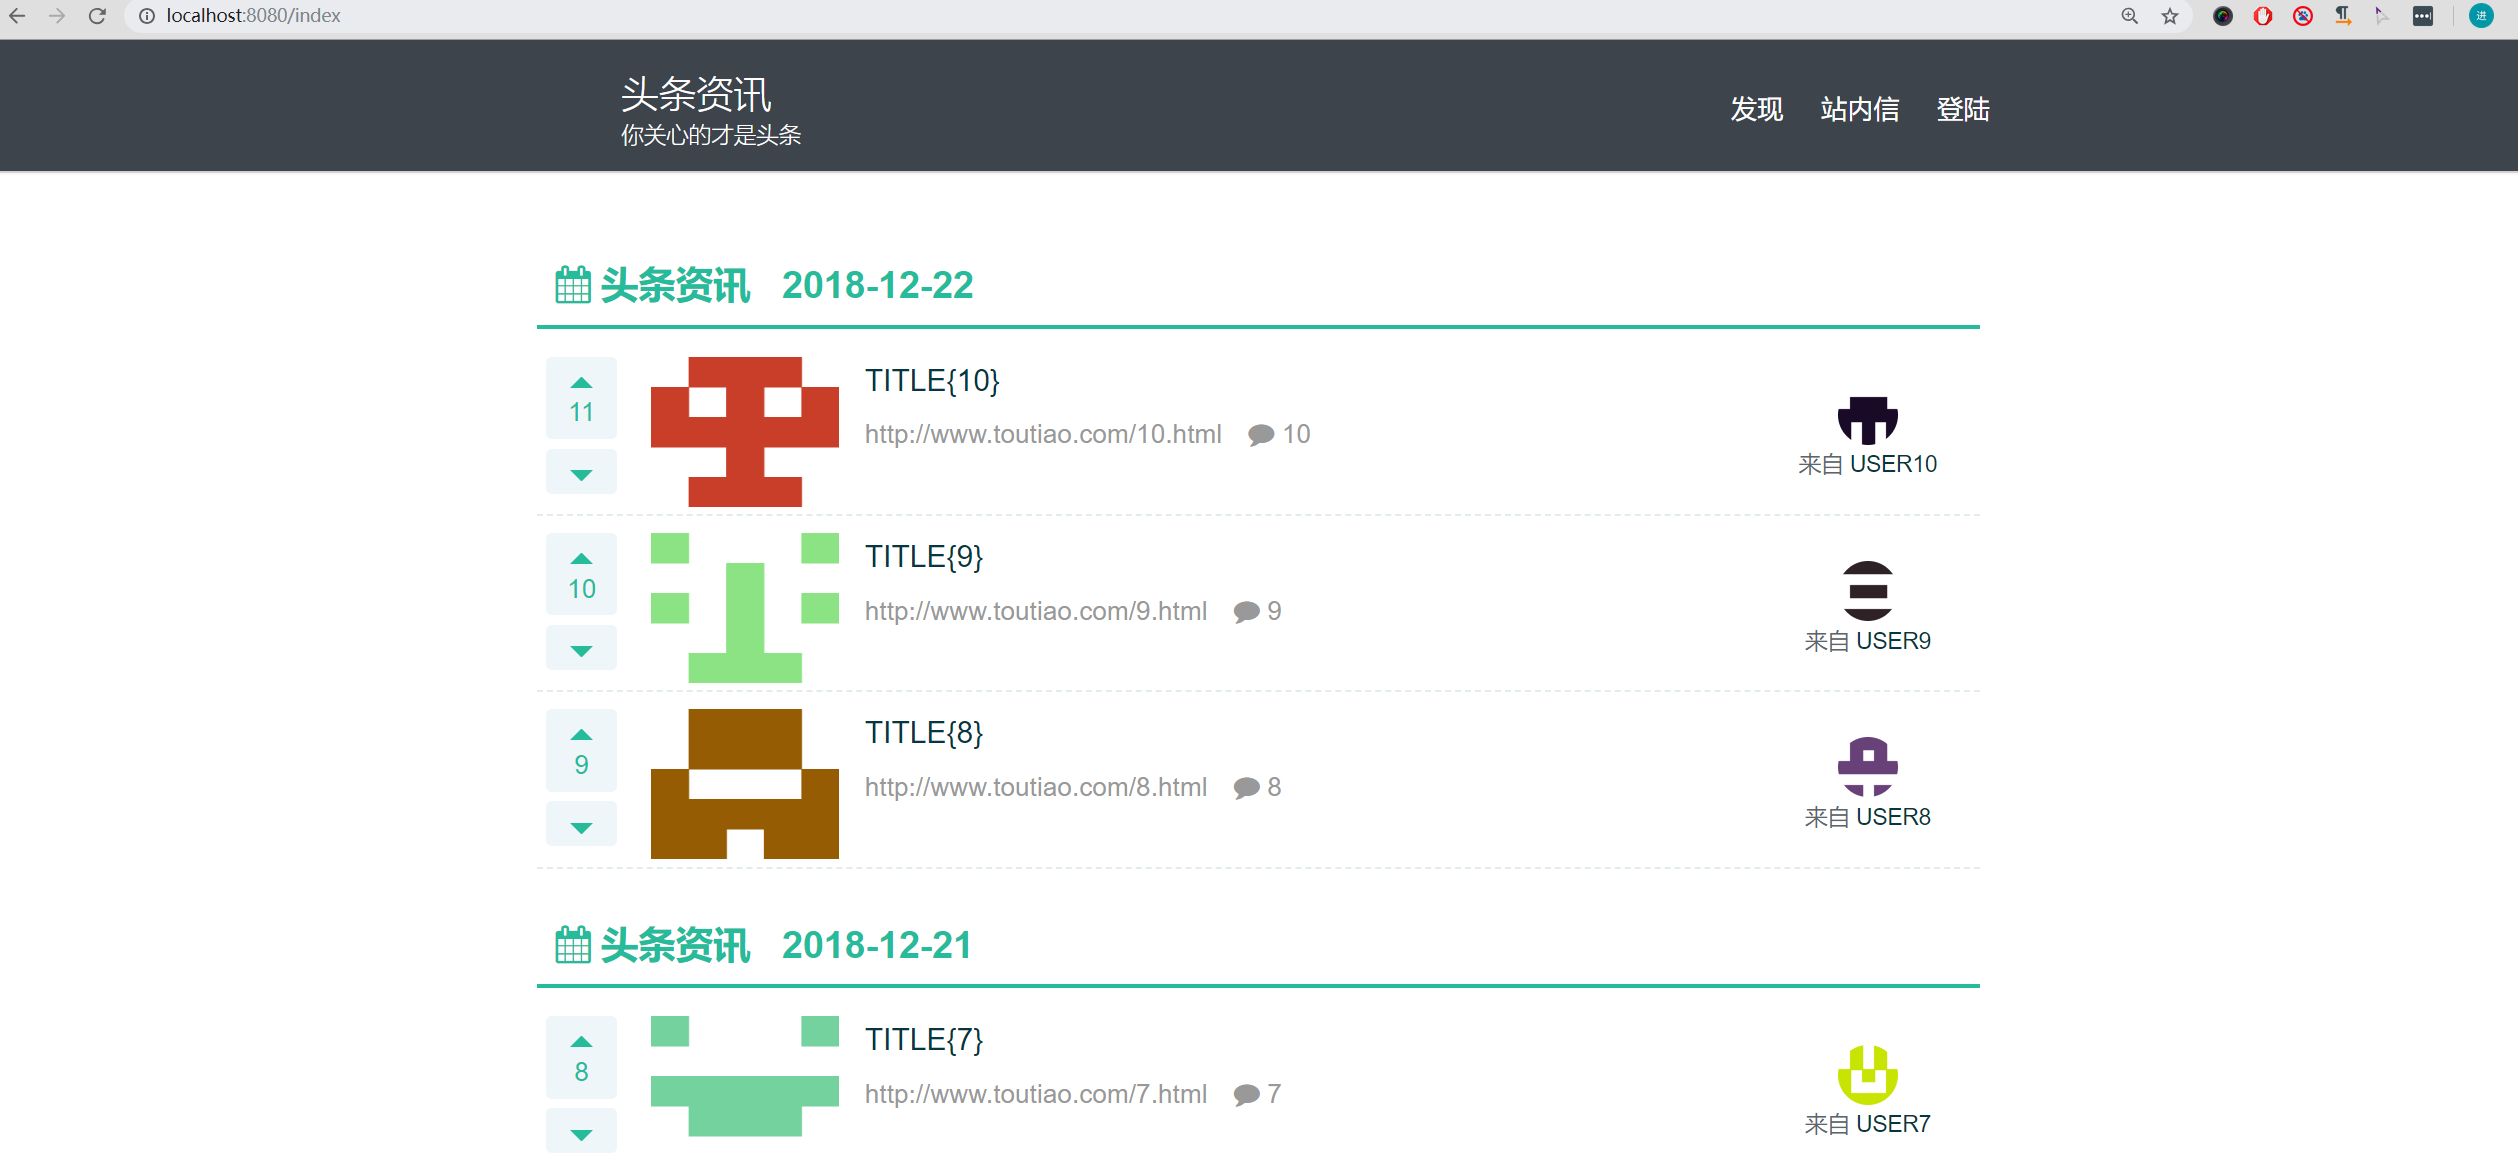 localhost:8080/index
进
头条资讯
你关心的才是头条
发现 站内信 登陆
头条资讯 2018-12-22
11
TITLE{10}
http://www.toutiao.com/10.html 10
来自 USER10
10
TITLE{9}
http://www.toutiao.com/9.html 9
来自 USER9
9
TITLE{8}
http://www.toutiao.com/8.html 8
来自 USER8
头条资讯 2018-12-21
8
TITLE{7}
http://www.toutiao.com/7.html 7
来自 USER7